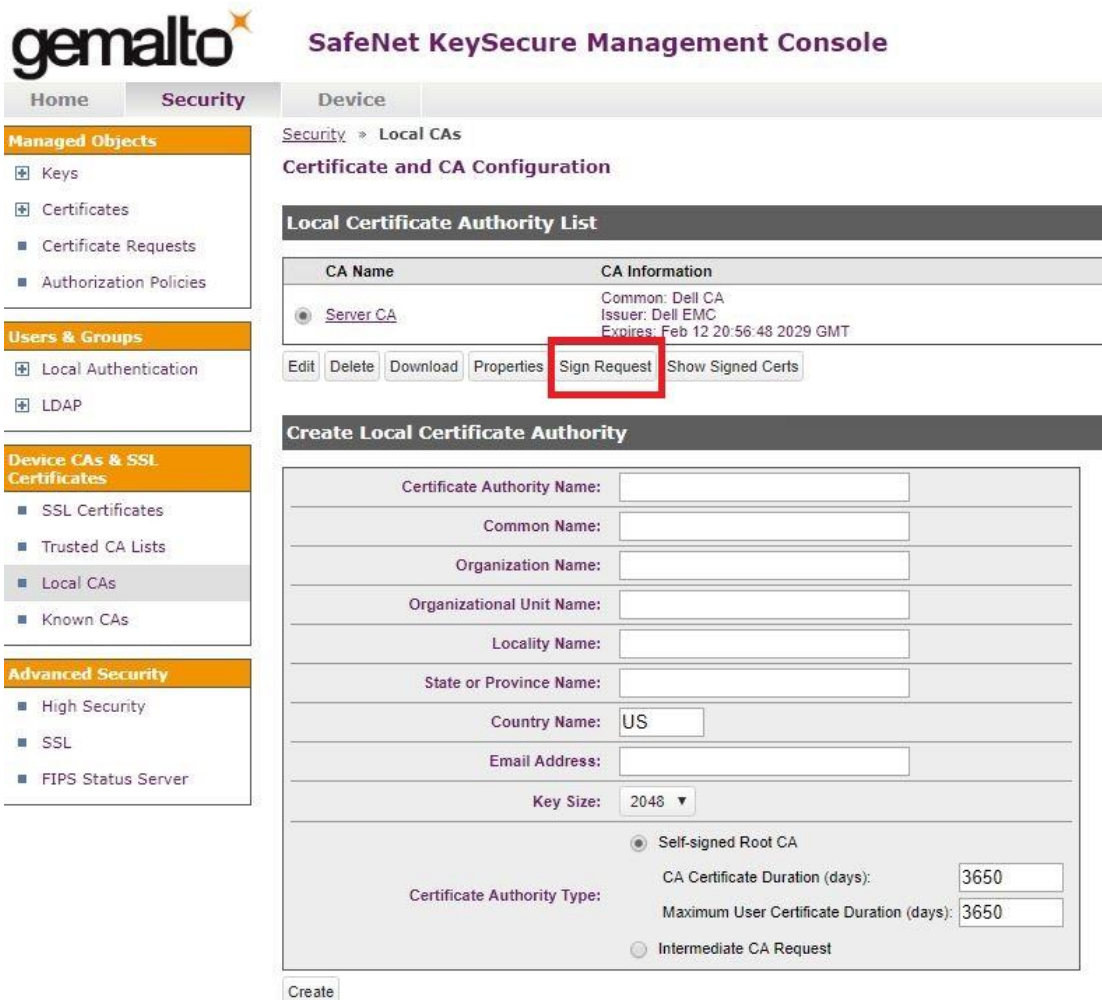 gemalto
SafeNet KeySecure Management Console
Home
Security
Device
Managed Objects
Keys
Certificates
Certificate Requests
Authorization Policies
Users & Groups
Local Authentication
LDAP
Device CAs & SSL
Certificates
SSL Certificates
Trusted CA Lists
Local CAs
Known CAs
Advanced Security
High Security
SSL
FIPS Status Server
Security » Local CAs
Certificate and CA Configuration
Local Certificate Authority List
CA Name CA Information
Server CA
Common: Dell CA
Issuer: Dell EMC
Expires: Feb 12 20:56:48 2029 GMT
Edit Delete Download Properties Sign Request Show Signed Certs
Create Local Certificate Authority
Certificate Authority Name:
Common Name:
Organization Name:
Organizational Unit Name:
Locality Name:
State or Province Name:
Country Name: US
Email Address:
Key Size: 2048
Certificate Authority Type:
Self-signed Root CA
CA Certificate Duration (days): 3650
Maximum User Certificate Duration (days): 3650
Intermediate CA Request
Create